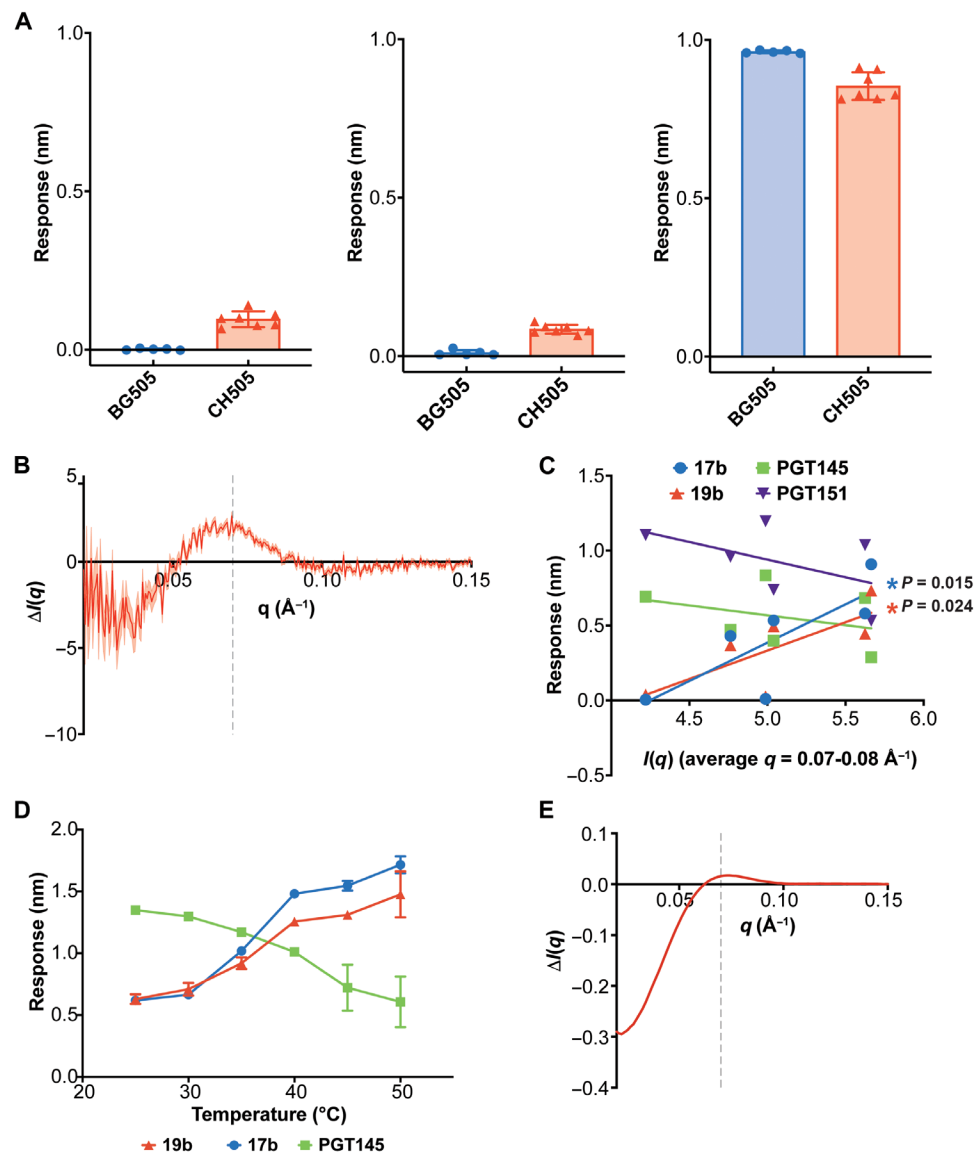 A
1.0
0.5
0.0
Response (nm)
BG505
CH505
1.0
0.5
0.0
Response (nm)
BG505
CH505
1.0
0.5
0.0
Response (nm)
BG505
CH505
B
5
0
−5
−10
ΔI(q)
0.05
0.10
0.15
q (Å⁻¹)
C
17b
PGT145
19b
PGT151
1.5
1.0
0.5
0.0
−0.5
Response (nm)
* P = 0.015
* P = 0.024
4.5
5.0
5.5
6.0
I(q) (average q = 0.07-0.08 Å⁻¹)
D
2.0
1.5
1.0
0.5
0.0
Response (nm)
20
30
40
50
Temperature (°C)
19b
17b
PGT145
E
0.1
0.0
−0.1
−0.2
−0.3
−0.4
ΔI(q)
0.05
0.10
0.15
q (Å⁻¹)